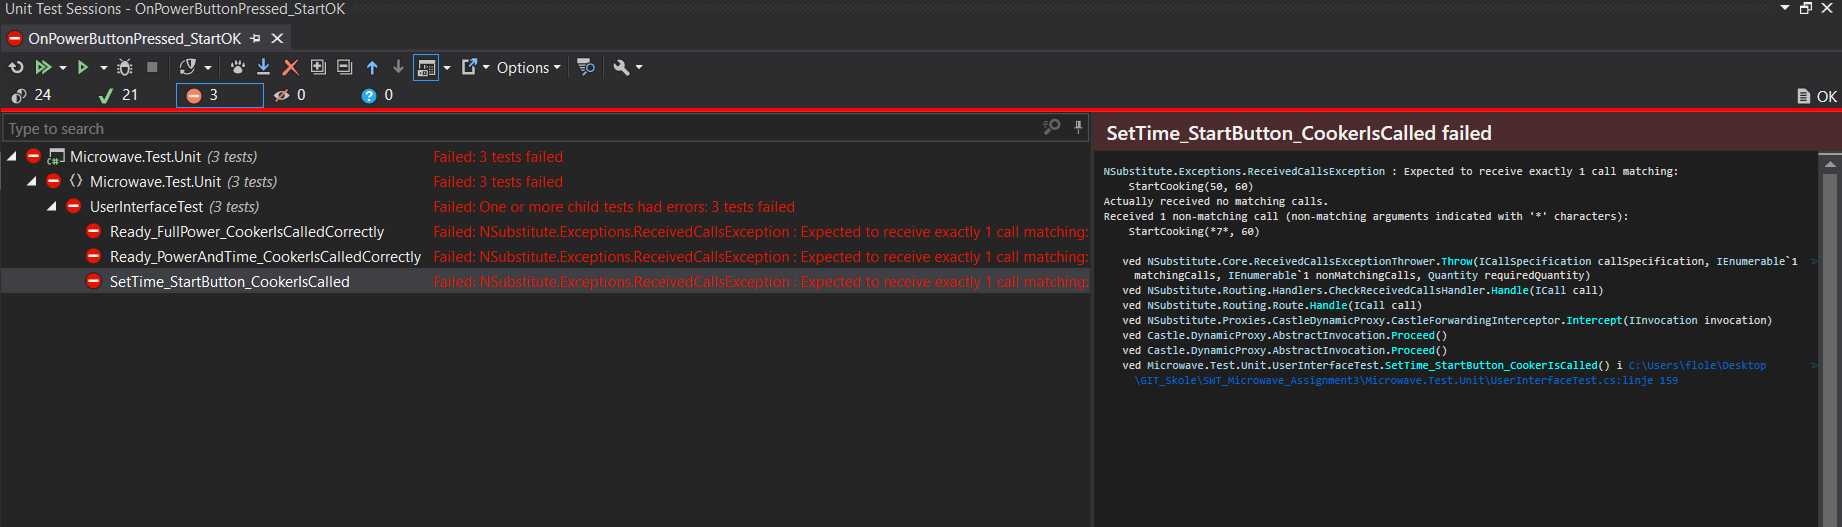 Unit Test Sessions - OnPowerButtonPressed_StartOK
OnPowerButtonPressed_StartOK
Options
24 21 3 0 0 OK
Type to search
Microwave.Test.Unit (3 tests) Failed: 3 tests failed
Microwave.Test.Unit (3 tests) Failed: 3 tests failed
UserInterfaceTest (3 tests) Failed: One or more child tests had errors: 3 tests failed
Ready_FullPower_CookerIsCalledCorrectly Failed: NSubstitute.Exceptions.ReceivedCallsException : Expected to receive exactly 1 call matching:
Ready_PowerAndTime_CookerIsCalledCorrectly Failed: NSubstitute.Exceptions.ReceivedCallsException : Expected to receive exactly 1 call matching:
SetTime_StartButton_CookerIsCalled Failed: NSubstitute.Exceptions.ReceivedCallsException : Expected to receive exactly 1 call matching:
SetTime_StartButton_CookerIsCalled failed
NSubstitute.Exceptions.ReceivedCallsException : Expected to receive exactly 1 call matching:
StartCooking(50, 60)
Actually received no matching calls.
Received 1 non-matching call (non-matching arguments indicated with '*' characters):
StartCooking(*7*, 60)
ved NSubstitute.Core.ReceivedCallsExceptionThrower.Throw(ICallSpecification callSpecification, IEnumerable`1
matchingCalls, IEnumerable`1 nonMatchingCalls, Quantity requiredQuantity)
ved NSubstitute.Routing.Handlers.CheckReceivedCallsHandler.Handle(ICall call)
ved NSubstitute.Routing.Route.Handle(ICall call)
ved NSubstitute.Proxies.CastleDynamicProxy.CastleForwardingInterceptor.Intercept(IInvocation invocation)
ved Castle.DynamicProxy.AbstractInvocation.Proceed()
ved Castle.DynamicProxy.AbstractInvocation.Proceed()
ved Microwave.Test.Unit.UserInterfaceTest.SetTime_StartButton_CookerIsCalled() i C:\Users\flole\Desktop
\GIT_Skole\SWT_Microwave_Assignment3\Microwave.Test.Unit\UserInterfaceTest.cs:linje 159